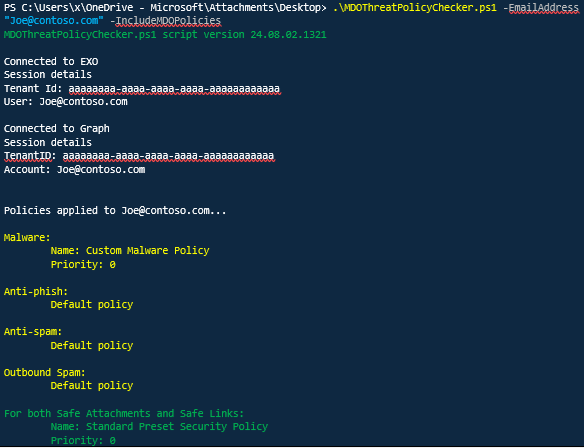 PS C:\Users\x\OneDrive - Microsoft\Attachments\Desktop> .\MDOThreatPolicyChecker.ps1 -EmailAddress
"Joe@contoso.com" -IncludeMDOPolicies
MDOThreatPolicyChecker.ps1 script version 24.08.02.1321
Connected to EXO
Session details
Tenant Id: aaaaaaaa-aaaa-aaaa-aaaa-aaaaaaaaaaaa
User: Joe@contoso.com
Connected to Graph
Session details
TenantID: aaaaaaaa-aaaa-aaaa-aaaa-aaaaaaaaaaaa
Account: Joe@contoso.com
Policies applied to Joe@contoso.com...
Malware:
Name: Custom Malware Policy
Priority: 0
Anti-phish:
Default policy
Anti-spam:
Default policy
Outbound Spam:
Default policy
For both Safe Attachments and Safe Links:
Name: Standard Preset Security Policy
Priority: 0